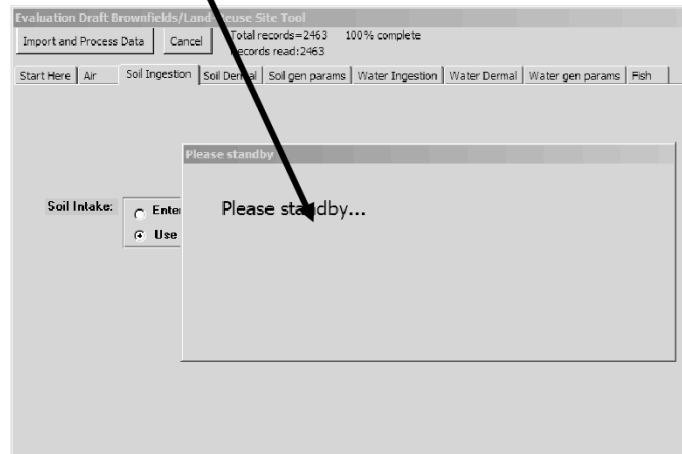 Evaluation Draft Brownfields/Land Reuse Site Tool
Import and Process Data Cancel Total records=2463 100% complete
Records read:2463
Start Here Air Soil Ingestion Soil Dermal Soil gen params Water Ingestion Water Dermal Water gen params Fish
Please standby
Soil Intake: Enter
Please standby...
Use